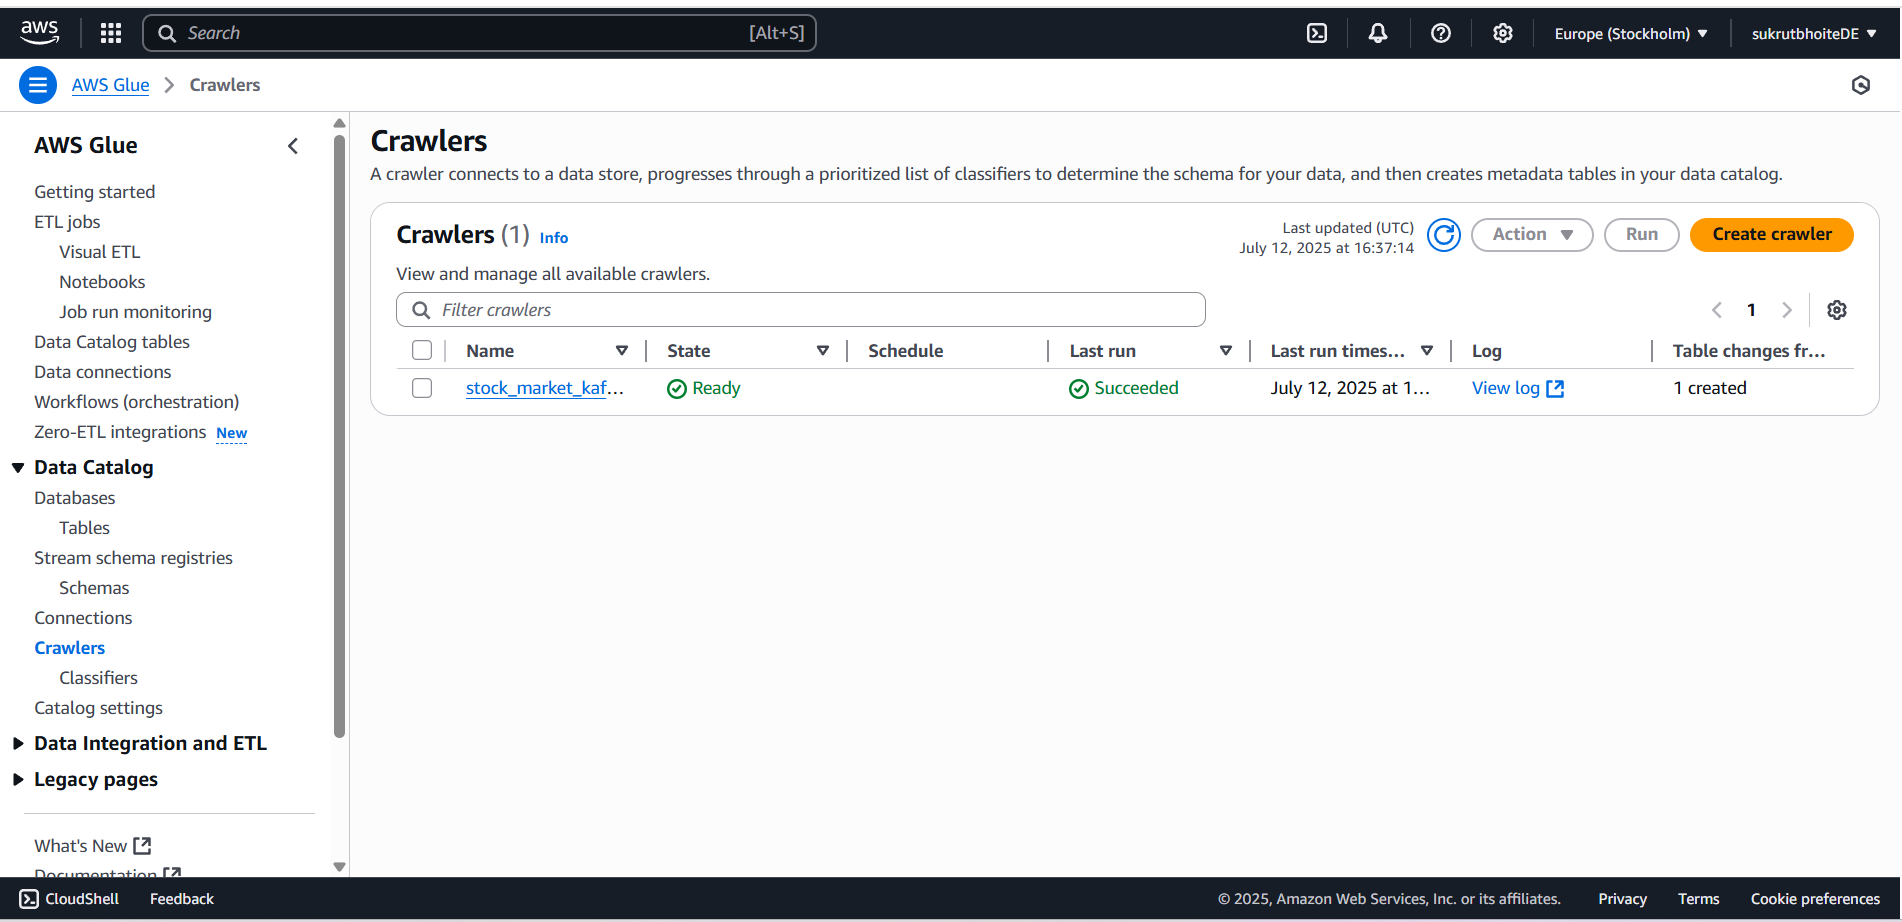 aws
Search [Alt+S]
Europe (Stockholm)
sukrutbhoiteDE
AWS Glue
Crawlers
AWS Glue
Getting started
ETL jobs
Visual ETL
Notebooks
Job run monitoring
Data Catalog tables
Data connections
Workflows (orchestration)
Zero-ETL integrations New
Data Catalog
Databases
Tables
Stream schema registries
Schemas
Connections
Crawlers
Classifiers
Catalog settings
Data Integration and ETL
Legacy pages
What's New
Documentation
Crawlers
A crawler connects to a data store, progresses through a prioritized list of classifiers to determine the schema for your data, and then creates metadata tables in your data catalog.
Crawlers (1) Info
Last updated (UTC)
July 12, 2025 at 16:37:14
Action
Run
Create crawler
View and manage all available crawlers.
Filter crawlers
1
Name State Schedule Last run Last run times... Log Table changes fr...
stock_market_kaf... Ready Succeeded July 12, 2025 at 1... View log 1 created
CloudShell Feedback
© 2025, Amazon Web Services, Inc. or its affiliates. Privacy Terms Cookie preferences